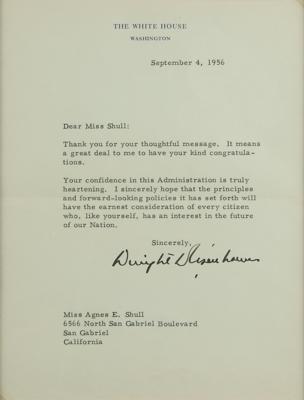 THE WHITE HOUSE
WASHINGTON
September 4, 1956
Dear Miss Shull:
Thank you for your thoughtful message. It means
a great deal to me to have your kind congratula-
tions.
Your confidence in this Administration is truly
heartening. I sincerely hope that the principles
and forward-looking policies it has set forth will
have the earnest consideration of every citizen
who, like yourself, has an interest in the future
of our Nation.
Sincerely,
Dwight D Eisenhower
Miss Agnes E. Shull
6566 North San Gabriel Boulevard
San Gabriel
California